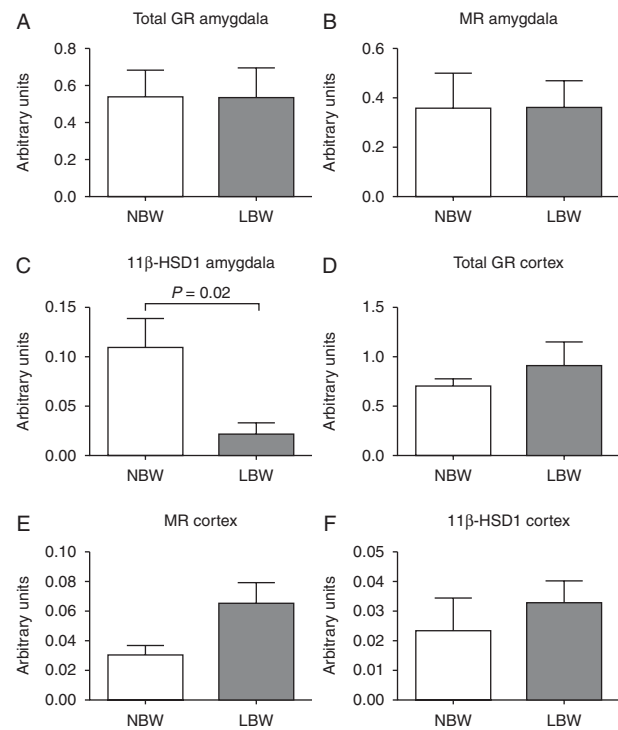 A Total GR amygdala
Arbitrary units
0.8
0.6
0.4
0.2
0.0
NBW LBW
B MR amygdala
Arbitrary units
0.6
0.4
0.2
0.0
NBW LBW
C 11β-HSD1 amygdala
P = 0.02
Arbitrary units
0.15
0.10
0.05
0.00
NBW LBW
D Total GR cortex
Arbitrary units
1.5
1.0
0.5
0.0
NBW LBW
E MR cortex
Arbitrary units
0.10
0.08
0.06
0.04
0.02
0.00
NBW LBW
F 11β-HSD1 cortex
Arbitrary units
0.05
0.04
0.03
0.02
0.01
0.00
NBW LBW